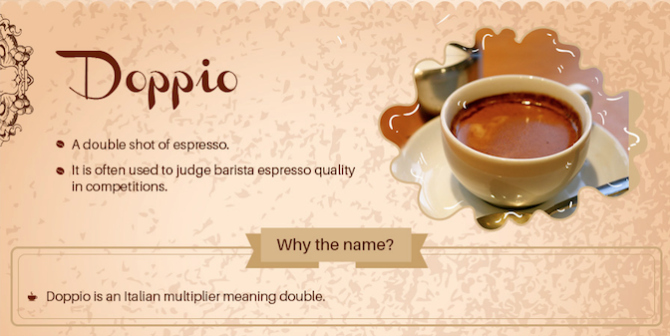 Doppio
A double shot of espresso.
It is often used to judge barista espresso quality
in competitions.
Why the name?
Doppio is an Italian multiplier meaning double.